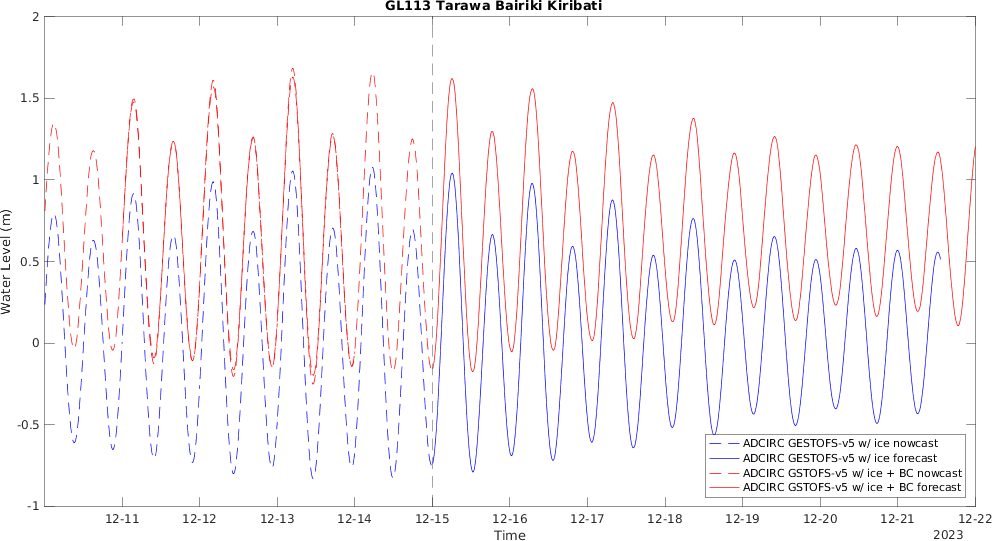 GL113 Tarawa Bairiki Kiribati
2
1.5
1
0.5
0
-0.5
-1
Water Level (m)
12-11
12-12
12-13
12-14
12-15
12-16
12-17
12-18
12-19
12-20
12-21
12-22
Time
2023
ADCIRC GESTOFS-v5 w/ ice nowcast
ADCIRC GESTOFS-v5 w/ ice forecast
ADCIRC GSTOFS-v5 w/ ice + BC nowcast
ADCIRC GSTOFS-v5 w/ ice + BC forecast